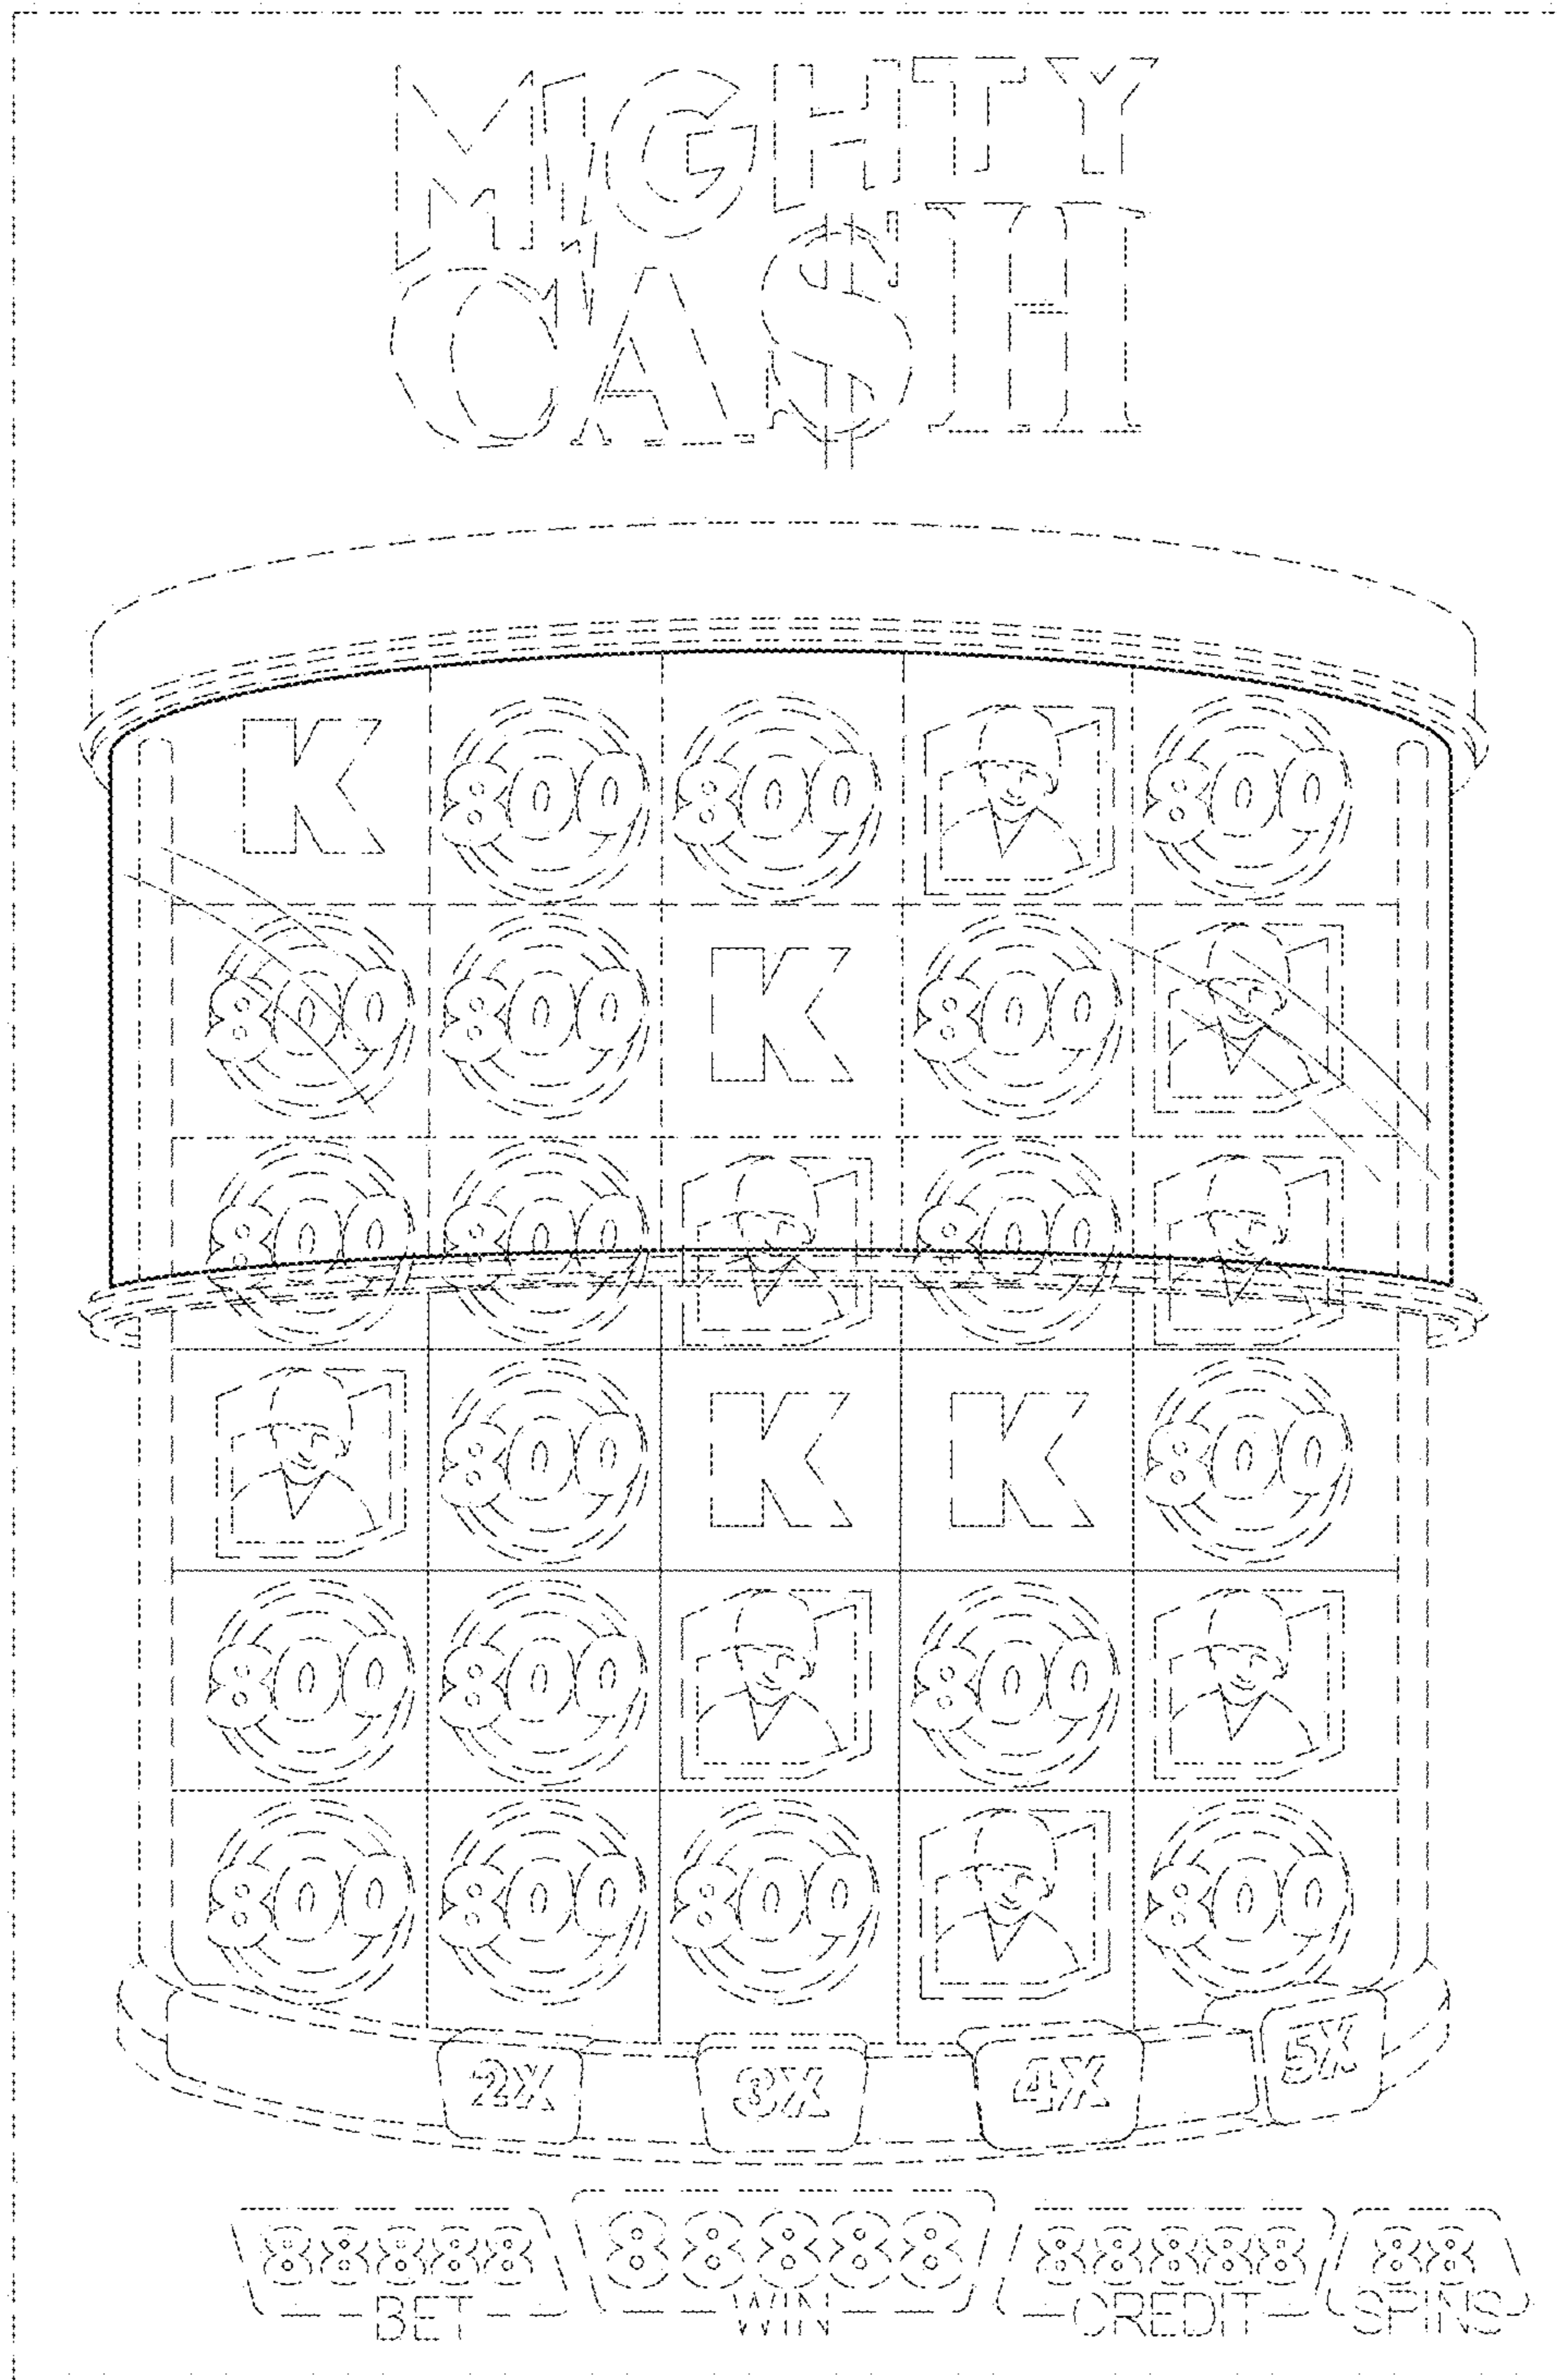 MIGHTY
CA$H
K 800 800 800
800 800 K 800
800 800 800
800 K K 800
800 800 800
800 800 800 800
2X 3X 4X 5X
88888 88888 88888 88
BET WIN CREDIT SPINS